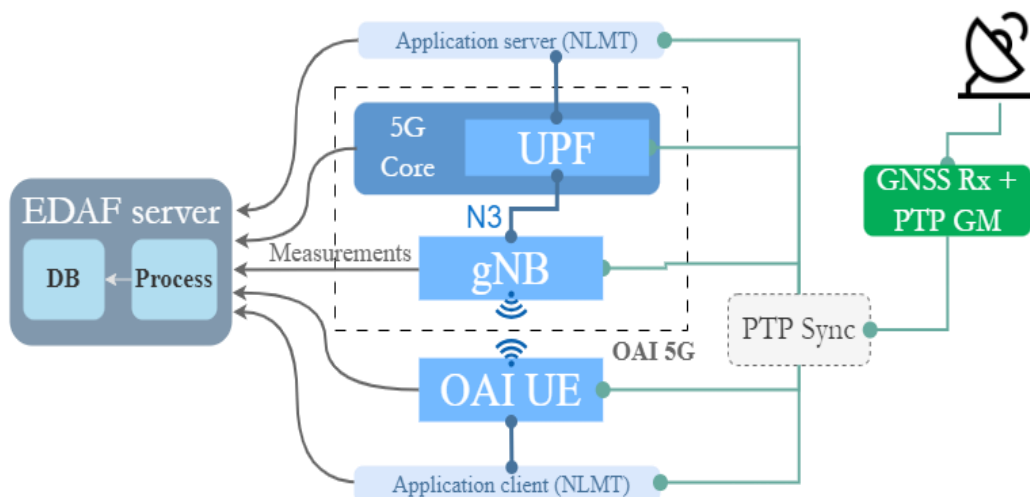 Application server (NLMT)
5G
Core
UPF
GNSS Rx +
PTP GM
EDAF server
N3
Measurements
DB
Process
gNB
PTP Sync
OAI 5G
OAI UE
Application client (NLMT)